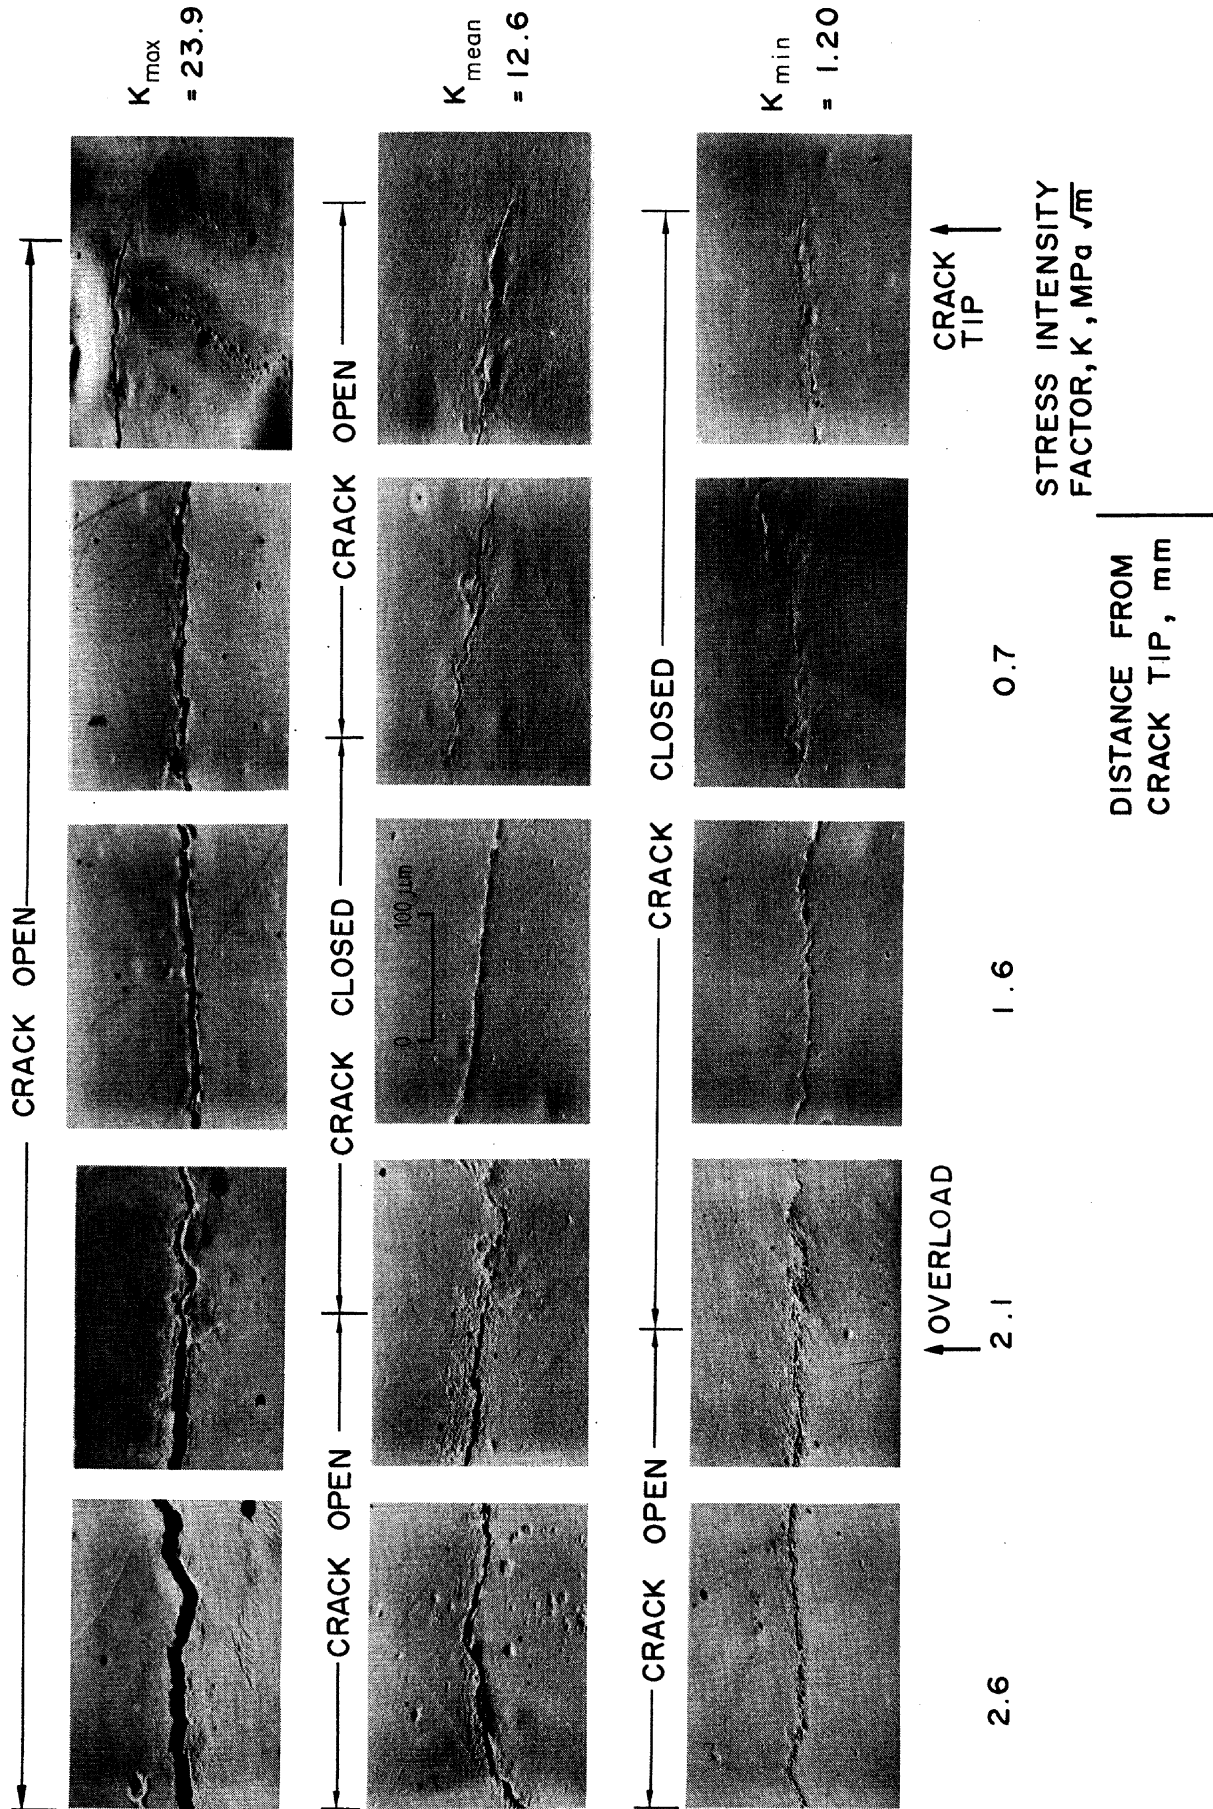 CRACK OPEN
K max
= 23.9
CRACK OPEN
CRACK CLOSED
CRACK OPEN
K mean
= 12.6
0 100 μm
CRACK OPEN
CRACK CLOSED
K min
= 1.20
OVERLOAD
CRACK
TIP
2.6
2.1
1.6
0.7
STRESS INTENSITY
FACTOR, K, MPa √m
DISTANCE FROM
CRACK TIP, mm